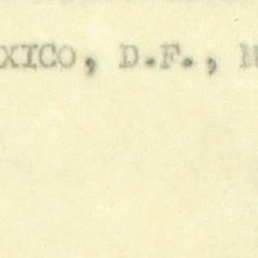 XICO, D.F., M